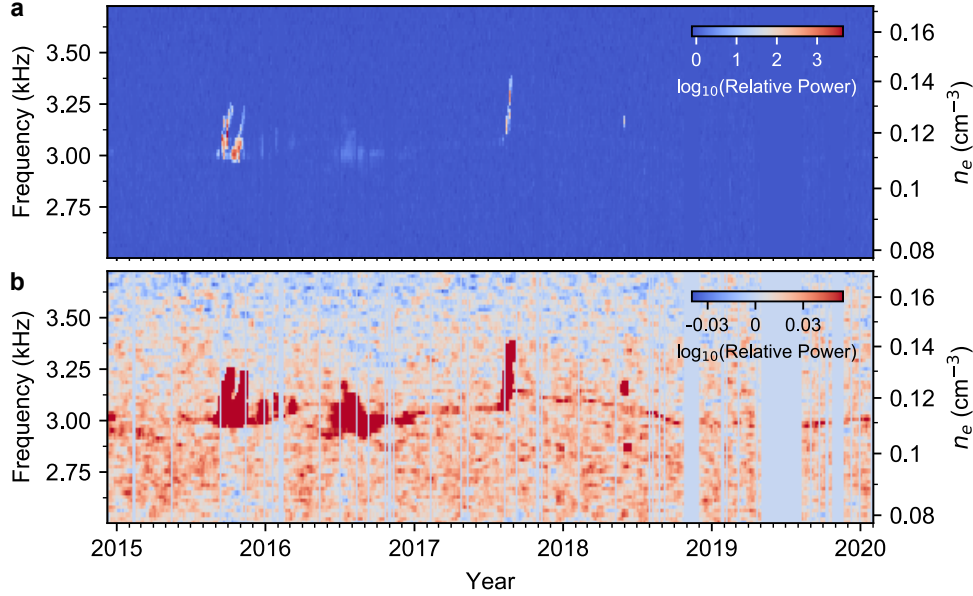 a
3.50
3.25
3.00
2.75
Frequency (kHz)
0 1 2 3
log₁₀(Relative Power)
0.16
0.14
0.12
0.1
0.08
nₑ (cm⁻³)
b
3.50
3.25
3.00
2.75
Frequency (kHz)
-0.03 0 0.03
log₁₀(Relative Power)
0.16
0.14
0.12
0.1
0.08
nₑ (cm⁻³)
2015 2016 2017 2018 2019 2020
Year